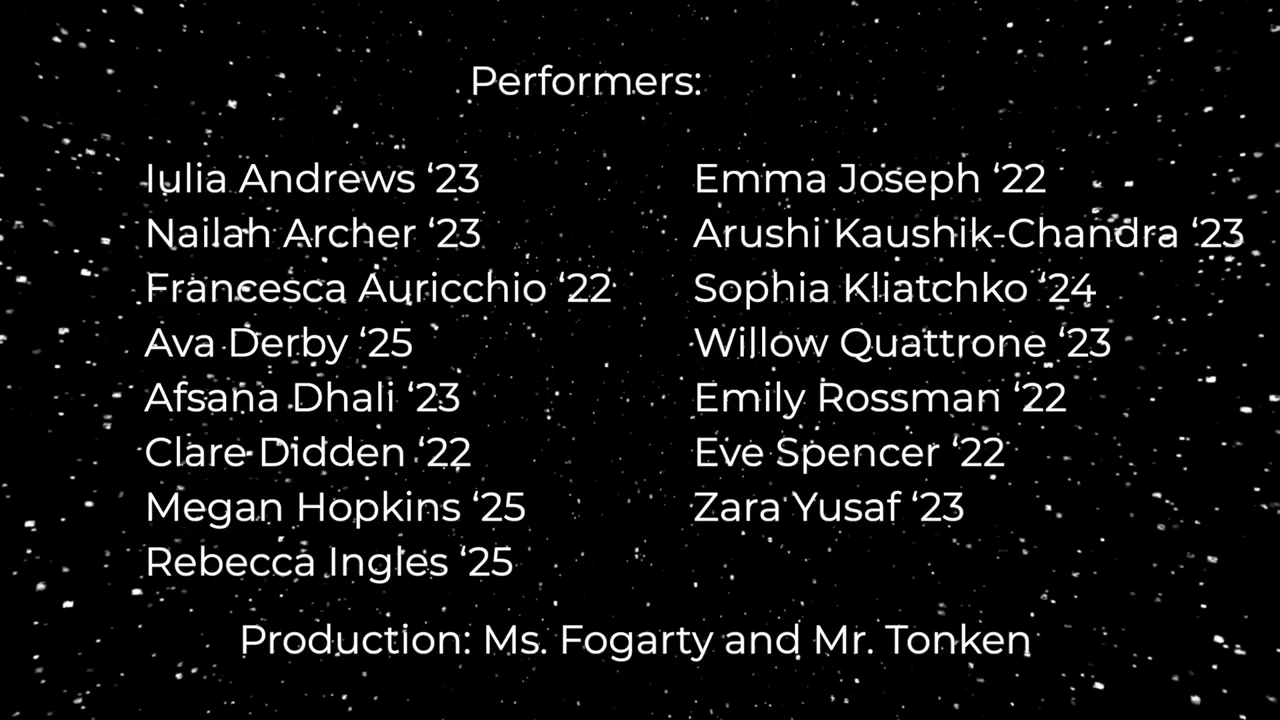 Performers:
Iulia Andrews ‘23
Nailah Archer ‘23
Francesca Auricchio ‘22
Ava Derby ‘25
Afsana Dhali ‘23
Clare Didden ‘22
Megan Hopkins ‘25
Rebecca Ingles ‘25
Emma Joseph ‘22
Arushi Kaushik-Chandra ‘23
Sophia Kliatchko ‘24
Willow Quattrone ‘23
Emily Rossman ‘22
Eve Spencer ‘22
Zara Yusaf ‘23
Production: Ms. Fogarty and Mr. Tonken